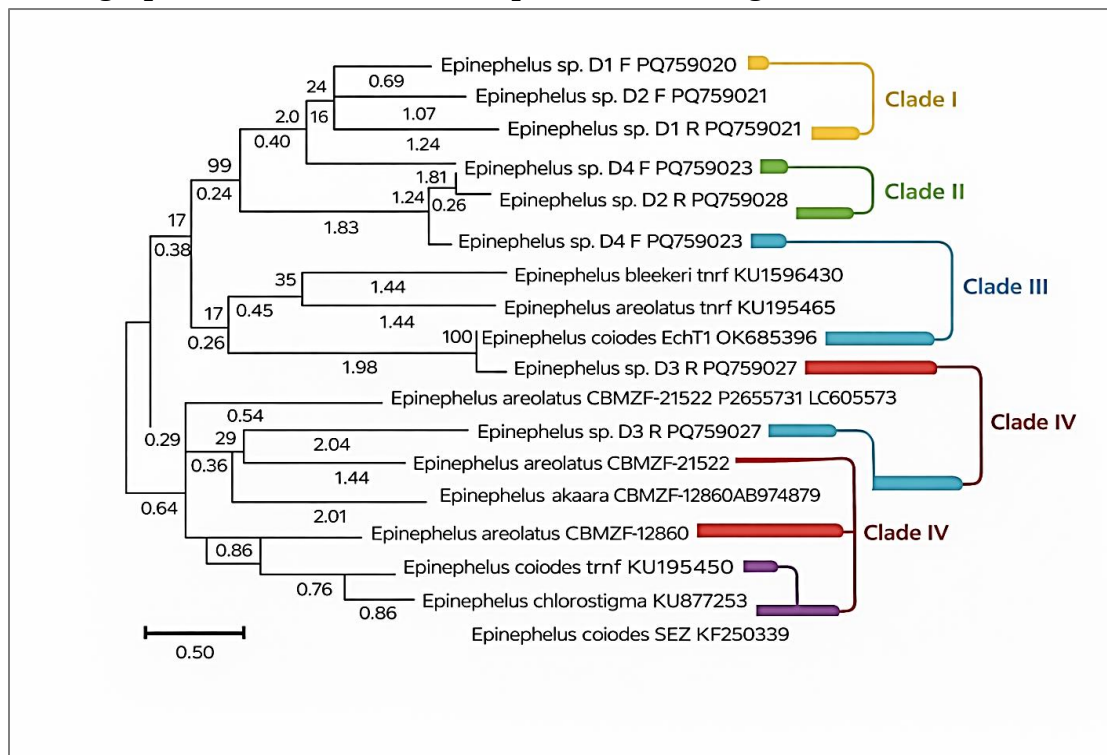 Epinephelus sp. D1 F PQ759020
24
0.69
Epinephelus sp. D2 F PQ759021
Clade I
2.0
16
1.07
Epinephelus sp. D1 R PQ759021
0.40
1.24
99
Epinephelus sp. D4 F PQ759023
1.81
Clade II
0.24
1.24
0.26
Epinephelus sp. D2 R PQ759028
17
1.83
Epinephelus sp. D4 F PQ759023
0.38
35
Epinephelus bleekeri tnrf KU1596430
1.44
Clade III
17
0.45
Epinephelus areolatus tnrf KU195465
1.44
0.26
100
Epinephelus coiodes EchT1 OK685396
1.98
Epinephelus sp. D3 R PQ759027
Epinephelus areolatus CBMZF-21522 P2655731 LC605573
0.54
Clade IV
0.29
29
Epinephelus sp. D3 R PQ759027
2.04
0.36
Epinephelus areolatus CBMZF-21522
1.44
0.64
Epinephelus akaara CBMZF-12860AB974879
2.01
Epinephelus areolatus CBMZF-12860
Clade IV
0.86
Epinephelus coiodes trnf KU195450
0.76
Epinephelus chlorostigma KU877253
0.86
Epinephelus coiodes SEZ KF250339
0.50